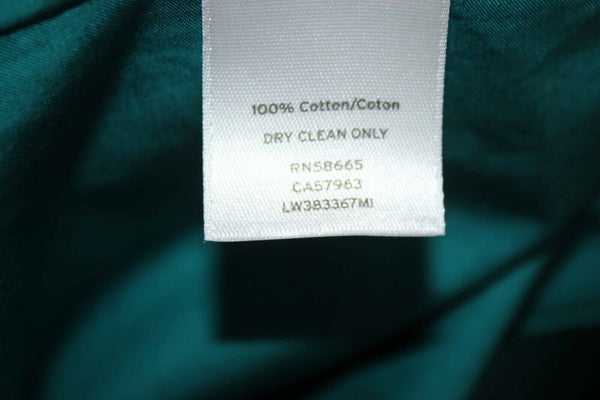 100% Cotton/Coton
DRY CLEAN ONLY
RN58665
CA57963
LW383367MI